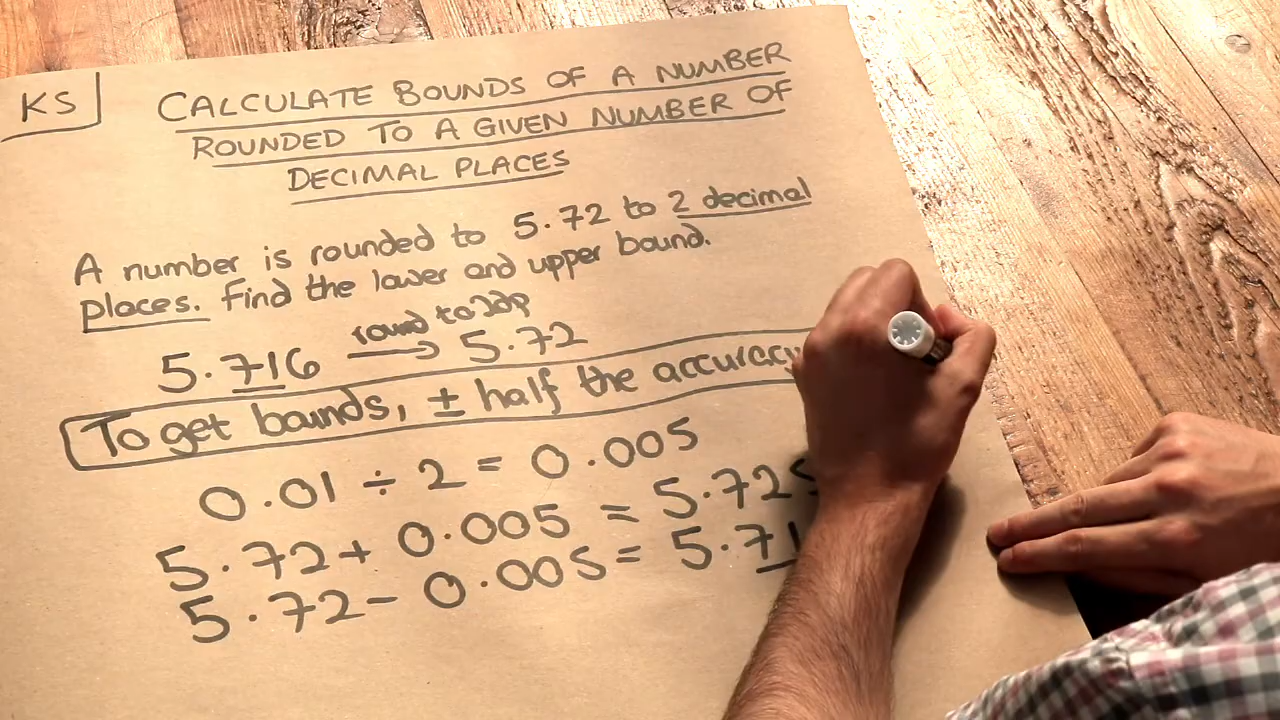 KS
CALCULATE BOUNDS OF A NUMBER
ROUNDED TO A GIVEN NUMBER OF
DECIMAL PLACES
A number is rounded to 5.72 to 2 decimal
places. Find the lower and upper bound.
round to 2dp
5.716 → 5.72
To get bounds, ± half the accuracy
0.01 ÷ 2 = 0.005
5.72 + 0.005 = 5.725
5.72 - 0.005 = 5.71